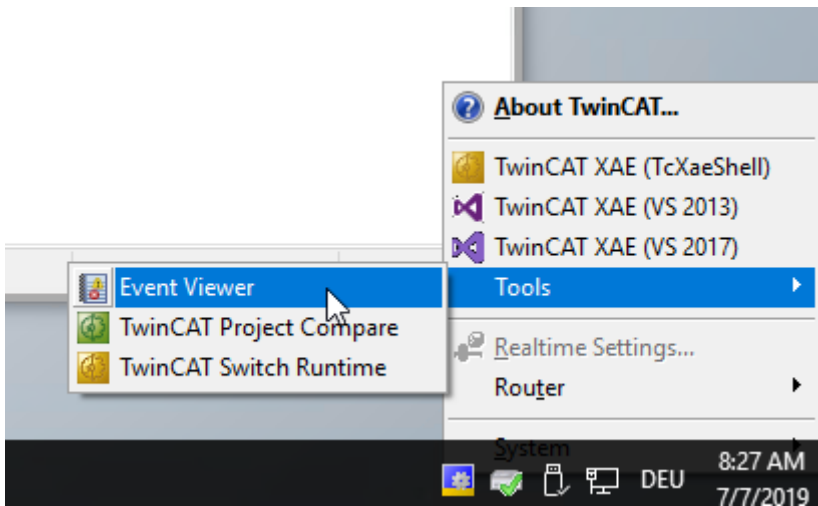 About TwinCAT...
TwinCAT XAE (TcXaeShell)
TwinCAT XAE (VS 2013)
TwinCAT XAE (VS 2017)
Tools
Event Viewer
TwinCAT Project Compare
TwinCAT Switch Runtime
Realtime Settings...
Router
System
DEU
8:27 AM
7/7/2019